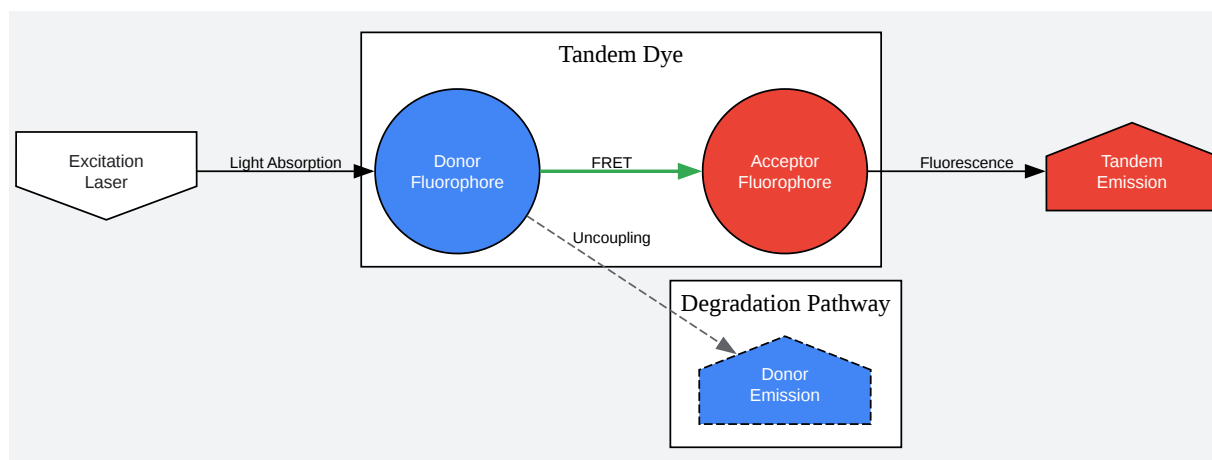 Tandem Dye
Excitation
Laser
Light Absorption
Donor
Fluorophore
FRET
Acceptor
Fluorophore
Fluorescence
Tandem
Emission
Uncoupling
Degradation Pathway
Donor
Emission